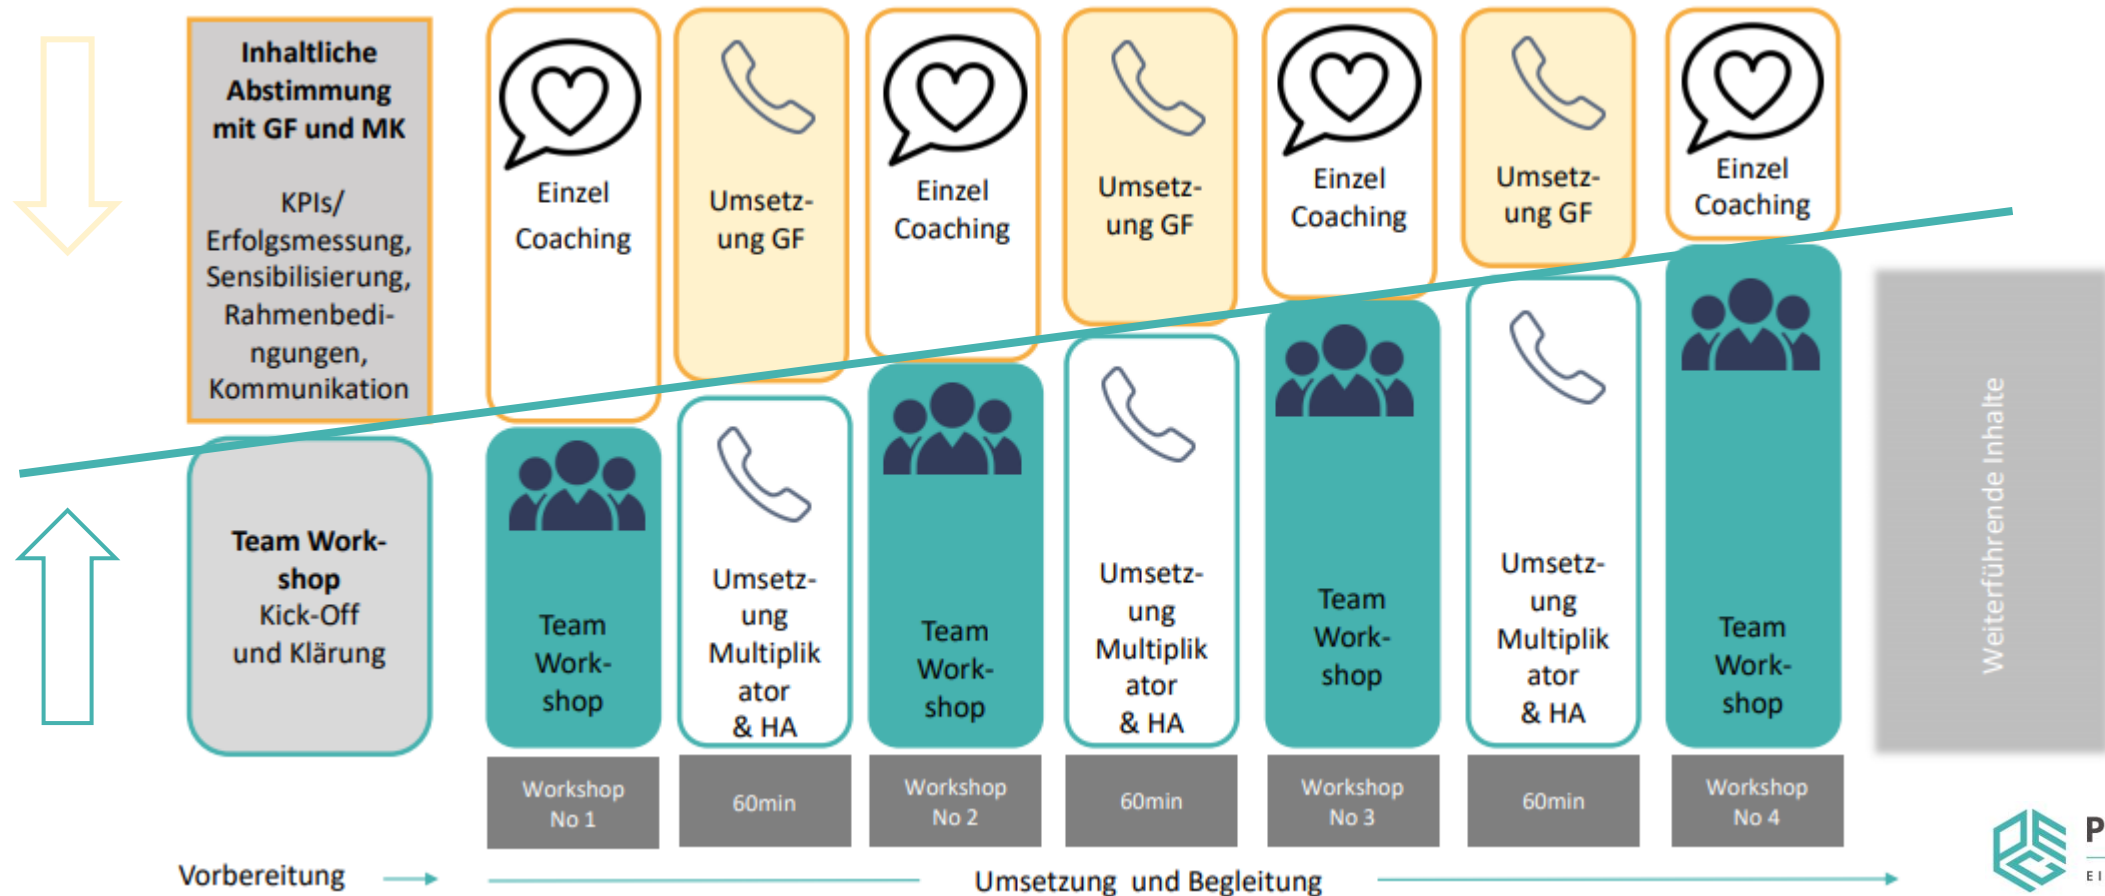 Inhaltliche
Abstimmung
mit GF und MK
KPIs/
Erfolgsmessung,
Sensibilisierung,
Rahmenbedi-
ngungen,
Kommunikation
Team Work-
shop
Kick-Off
und Klärung
Einzel
Coaching
Team
Work-
shop
Workshop
No 1
Umsetz-
ung GF
Umsetz-
ung
Multiplik
ator
& HA
60min
Einzel
Coaching
Team
Work-
shop
Workshop
No 2
Umsetz-
ung GF
Umsetz-
ung
Multiplik
ator
& HA
60min
Einzel
Coaching
Team
Work-
shop
Workshop
No 3
Umsetz-
ung GF
Umsetz-
ung
Multiplik
ator
& HA
60min
Einzel
Coaching
Team
Work-
shop
Workshop
No 4
Weiterführende Inhalte
Vorbereitung
Umsetzung und Begleitung
P
EI